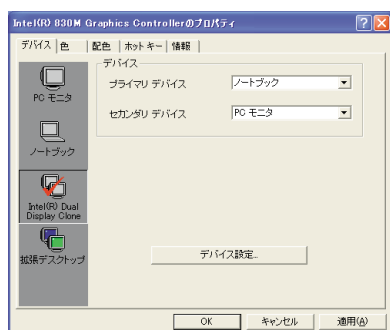 Intel(R) 830M Graphics Controllerのプロパティ
デバイス 色 配色 ホットキー 情報
PC モニタ
ノートブック
Intel(R) Dual
Display Clone
拡張デスクトップ
デバイス
プライマリ デバイス ノートブック
セカンダリ デバイス PC モニタ
デバイス設定...
OK キャンセル 適用(A)